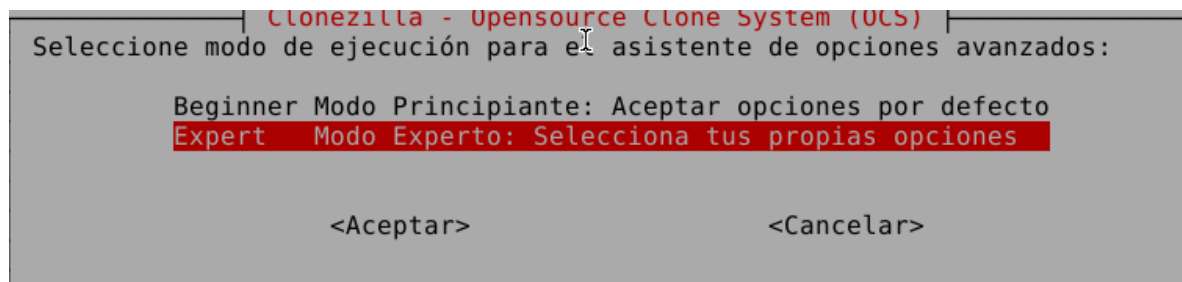 Clonezilla - Opensource Clone System (OCS)
Seleccione modo de ejecución para el asistente de opciones avanzados:
Beginner Modo Principiante: Aceptar opciones por defecto
Expert Modo Experto: Selecciona tus propias opciones
<Aceptar> <Cancelar>